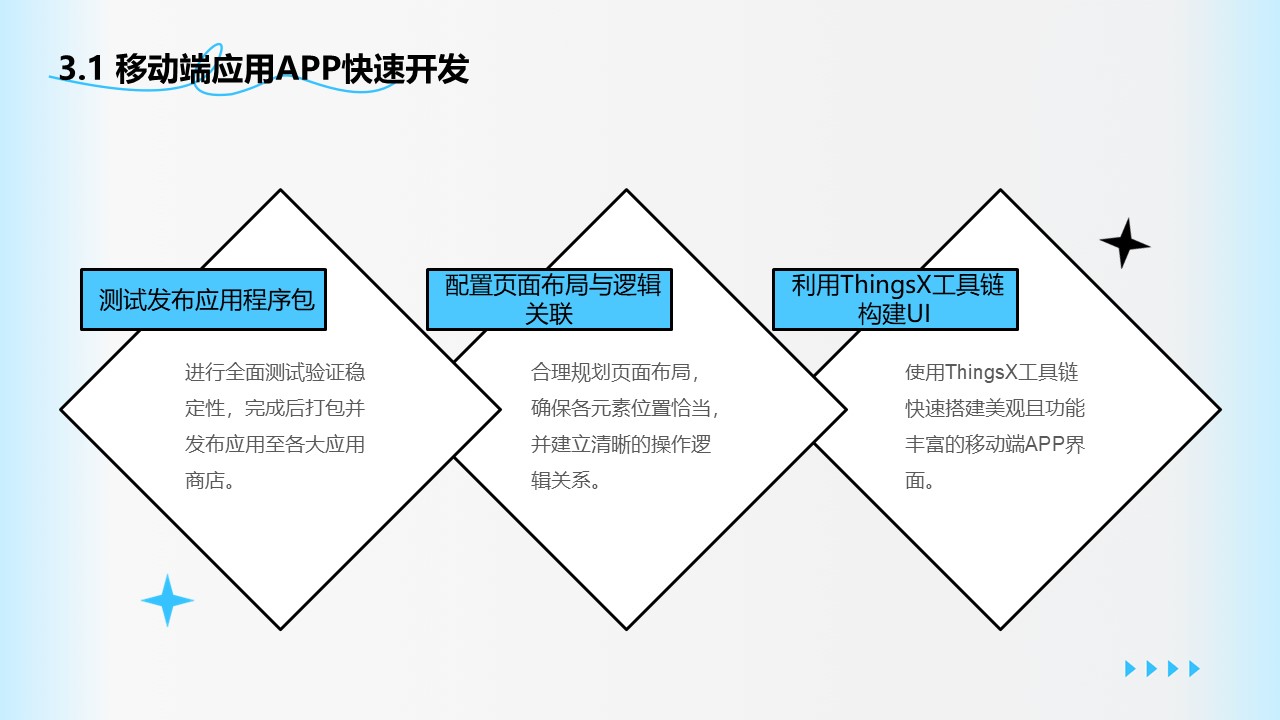 3.1 移动端应用APP快速开发
测试发布应用程序包
进行全面测试验证稳
定性，完成后打包并
发布应用至各大应用
商店。
配置页面布局与逻辑
关联
合理规划页面布局，
确保各元素位置恰当，
并建立清晰的操作逻
辑关系。
利用ThingsX工具链
构建UI
使用ThingsX工具链
快速搭建美观且功能
丰富的移动端APP界
面。